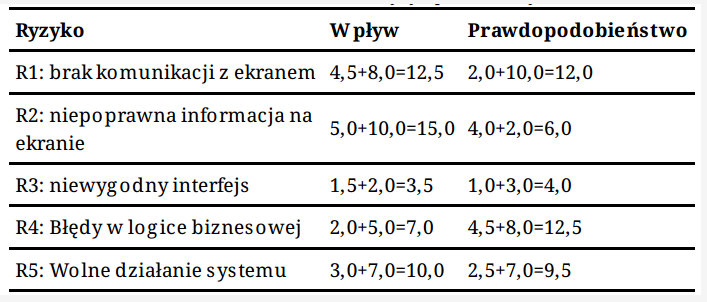 Ryzyko Wpływ Prawdopodobieństwo
R1: brak komunikacji z ekranem 4,5+8,0=12,5 2,0+10,0=12,0
R2: niepoprawna informacja na
ekranie 5,0+10,0=15,0 4,0+2,0=6,0
R3: niewygodny interfejs 1,5+2,0=3,5 1,0+3,0=4,0
R4: Błędy w logice biznesowej 2,0+5,0=7,0 4,5+8,0=12,5
R5: Wolne działanie systemu 3,0+7,0=10,0 2,5+7,0=9,5